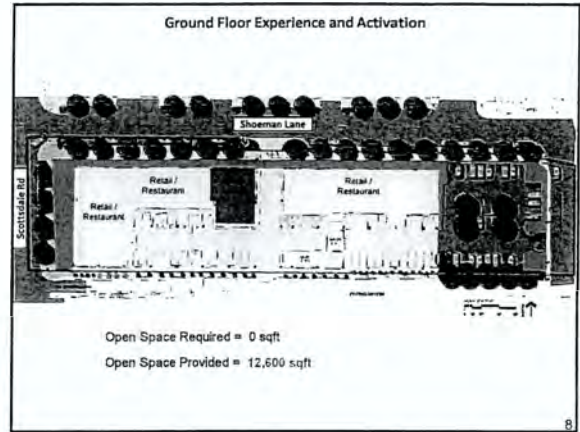 Ground Floor Experience and Activation
Shoeman Lane
Scottsdale Rd
Retail /
Restaurant
Retail /
Restaurant
Retail /
Restaurant
Open Space Required = 0 sqft
Open Space Provided = 12,600 sqft
8